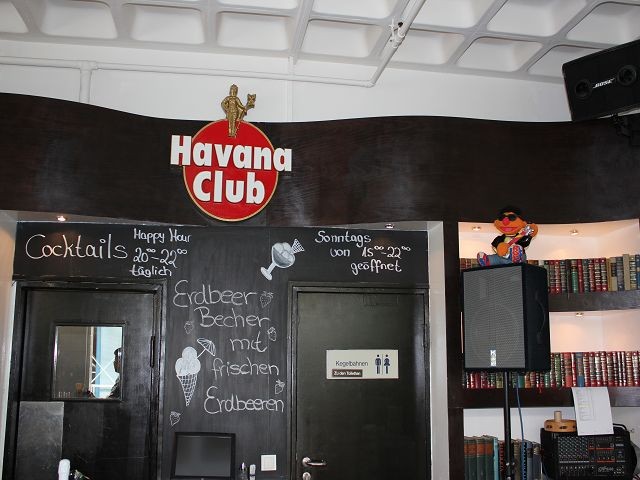 BOSE
Havana
Club
Cocktails
Happy Hour
20⁰⁰-22⁰⁰
täglich
Sonntags
von 15⁰⁰-22⁰⁰
geöffnet
Erdbeer
Becher
mit
frischen
Erdbeeren
Kegelbahnen
Zu den Toiletten